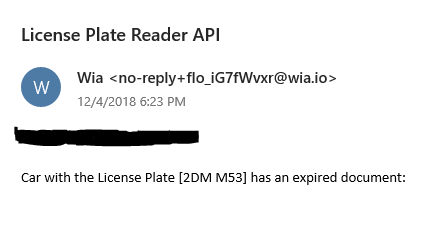 License Plate Reader API
W
Wia <no-reply+flo_iG7fWvxr@wia.io>
12/4/2018 6:23 PM
Car with the License Plate [2DM M53] has an expired document: